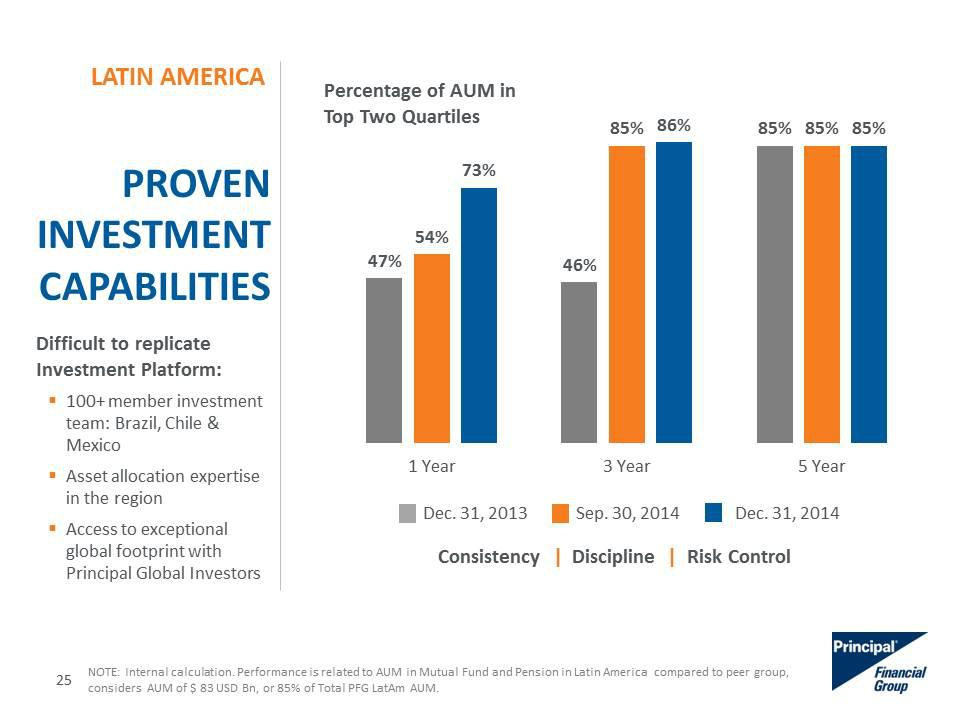 LATIN AMERICA
PROVEN
INVESTMENT
CAPABILITIES
Difficult to replicate
Investment Platform:
▪ 100+ member investment
team: Brazil, Chile &
Mexico
▪ Asset allocation expertise
in the region
▪ Access to exceptional
global footprint with
Principal Global Investors
Percentage of AUM in
Top Two Quartiles
47%
54%
73%
46%
85%
86%
85%
85%
85%
1 Year
3 Year
5 Year
Dec. 31, 2013
Sep. 30, 2014
Dec. 31, 2014
Consistency | Discipline | Risk Control
25
NOTE: Internal calculation. Performance is related to AUM in Mutual Fund and Pension in Latin America compared to peer group,
considers AUM of $ 83 USD Bn, or 85% of Total PFG LatAm AUM.
Principal®
Financial
Group